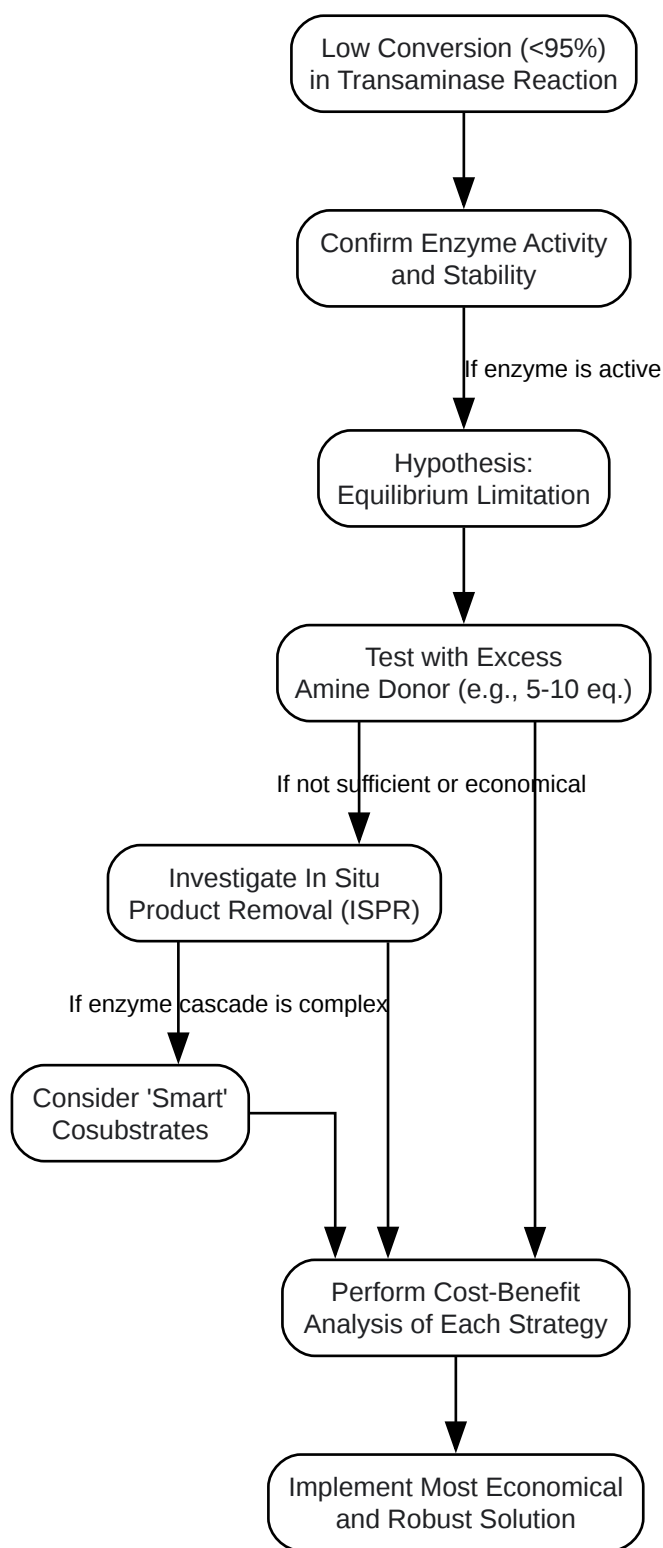 Low Conversion (<95%)
in Transaminase Reaction
Confirm Enzyme Activity
and Stability
If enzyme is active
Hypothesis:
Equilibrium Limitation
Test with Excess
Amine Donor (e.g., 5-10 eq.)
If not sufficient or economical
Investigate In Situ
Product Removal (ISPR)
If enzyme cascade is complex
Consider 'Smart'
Cosubstrates
Perform Cost-Benefit
Analysis of Each Strategy
Implement Most Economical
and Robust Solution